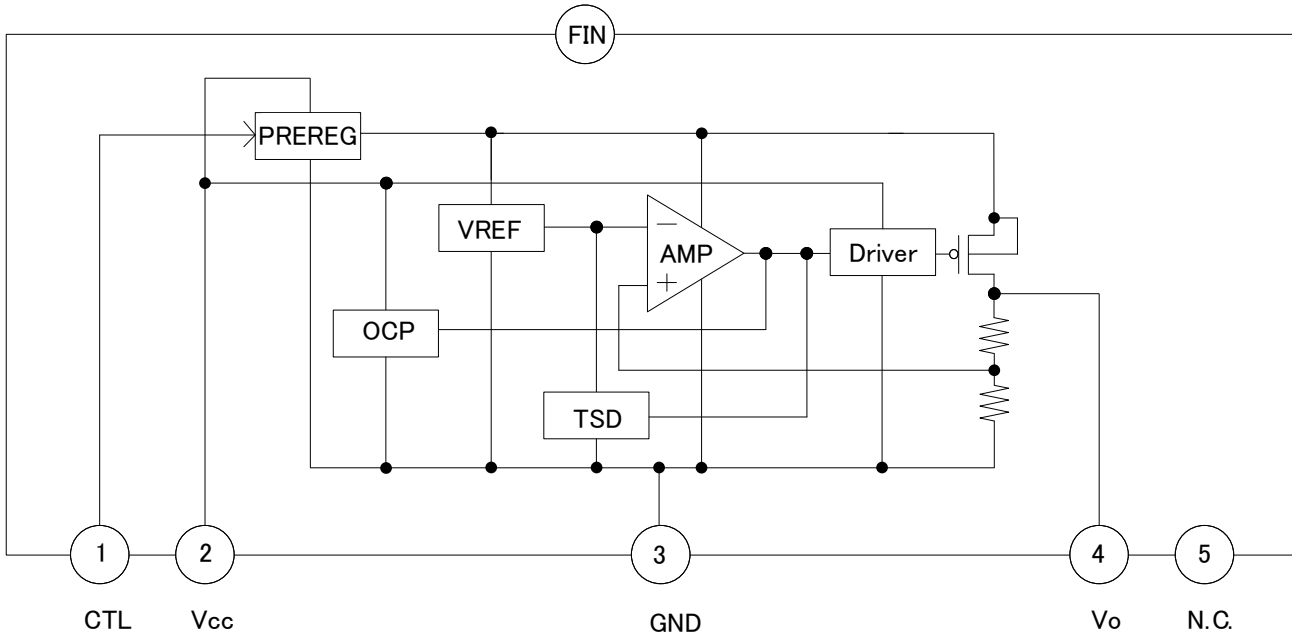 FIN
PREREG
VREF
−
AMP
+
Driver
OCP
TSD
1
2
3
4
5
CTL
Vcc
GND
Vo
N.C.